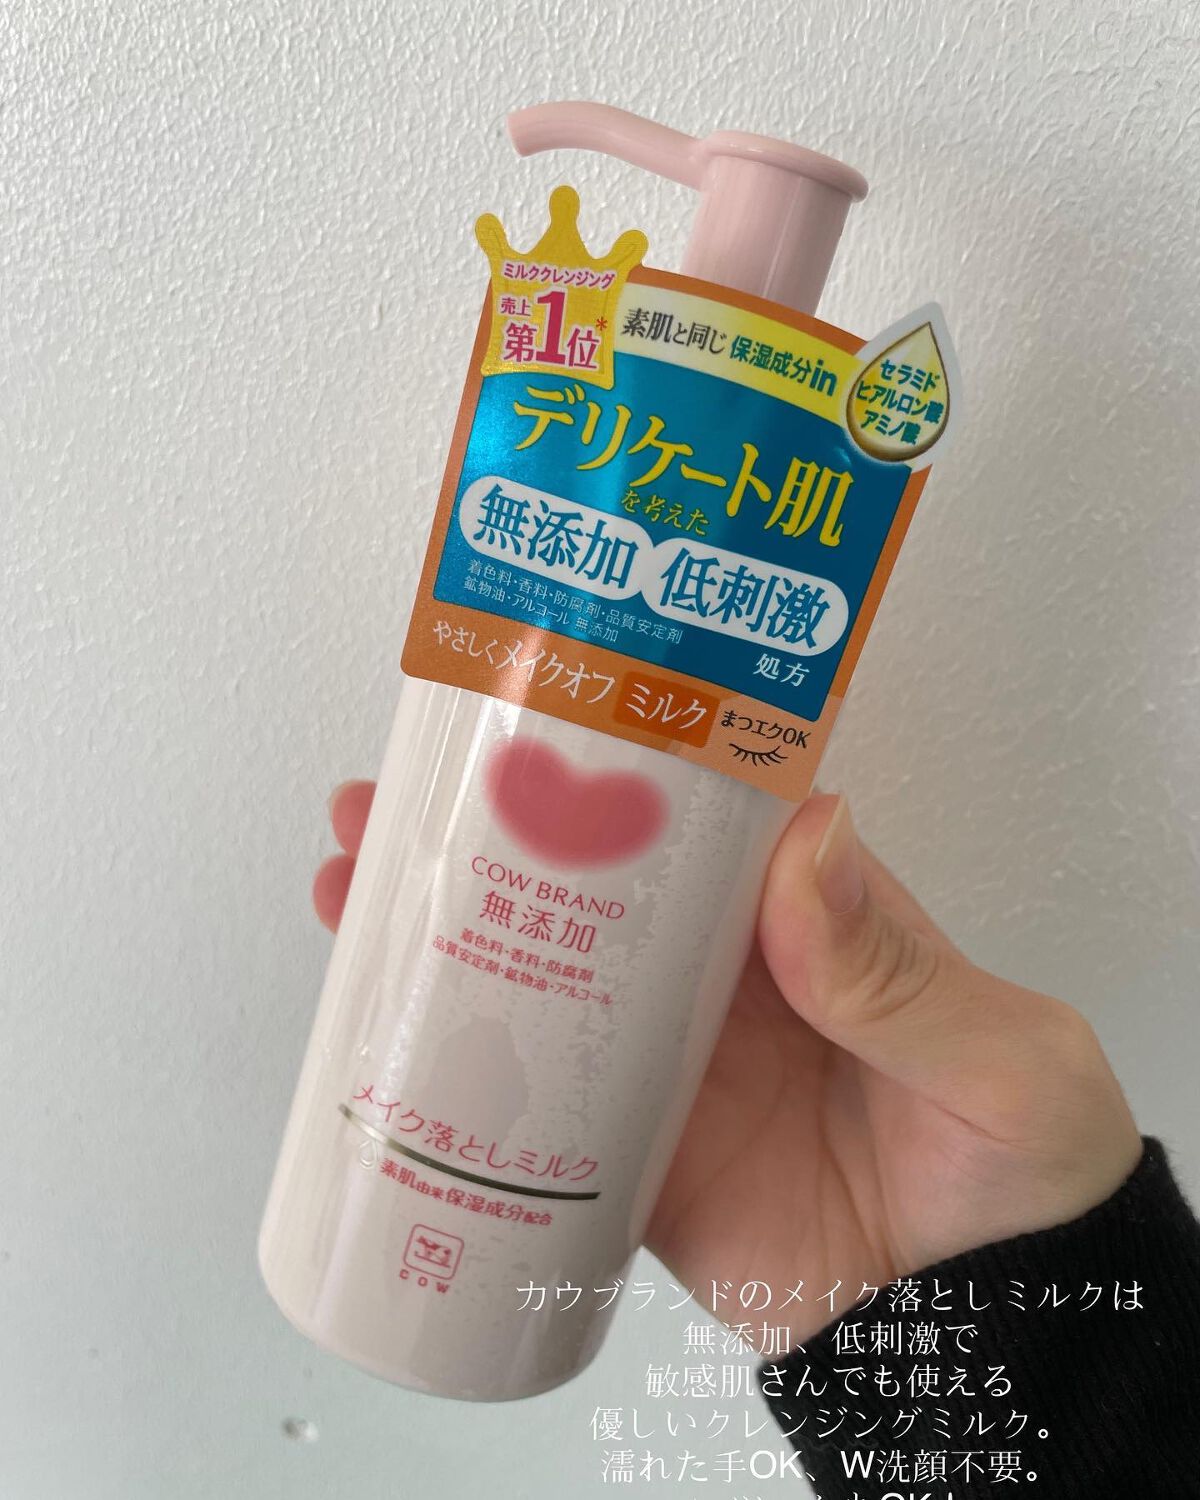 ミルククレンジング
売上
第1位*
素肌と同じ 保湿成分in
セラミド
ヒアルロン酸
アミノ酸
デリケート肌
を考えた
無添加 低刺激
着色料・香料・防腐剤・品質安定剤
鉱物油・アルコール 無添加
処方
やさしくメイクオフ ミルク
まつエクOK
COW BRAND
無添加
着色料・香料・防腐剤
品質安定剤・鉱物油・アルコール
メイク落としミルク
素肌由来保湿成分配合
COW
カウブランドのメイク落としミルクは
無添加、低刺激で
敏感肌さんでも使える
優しいクレンジングミルク。
濡れた手OK、W洗顔不要。